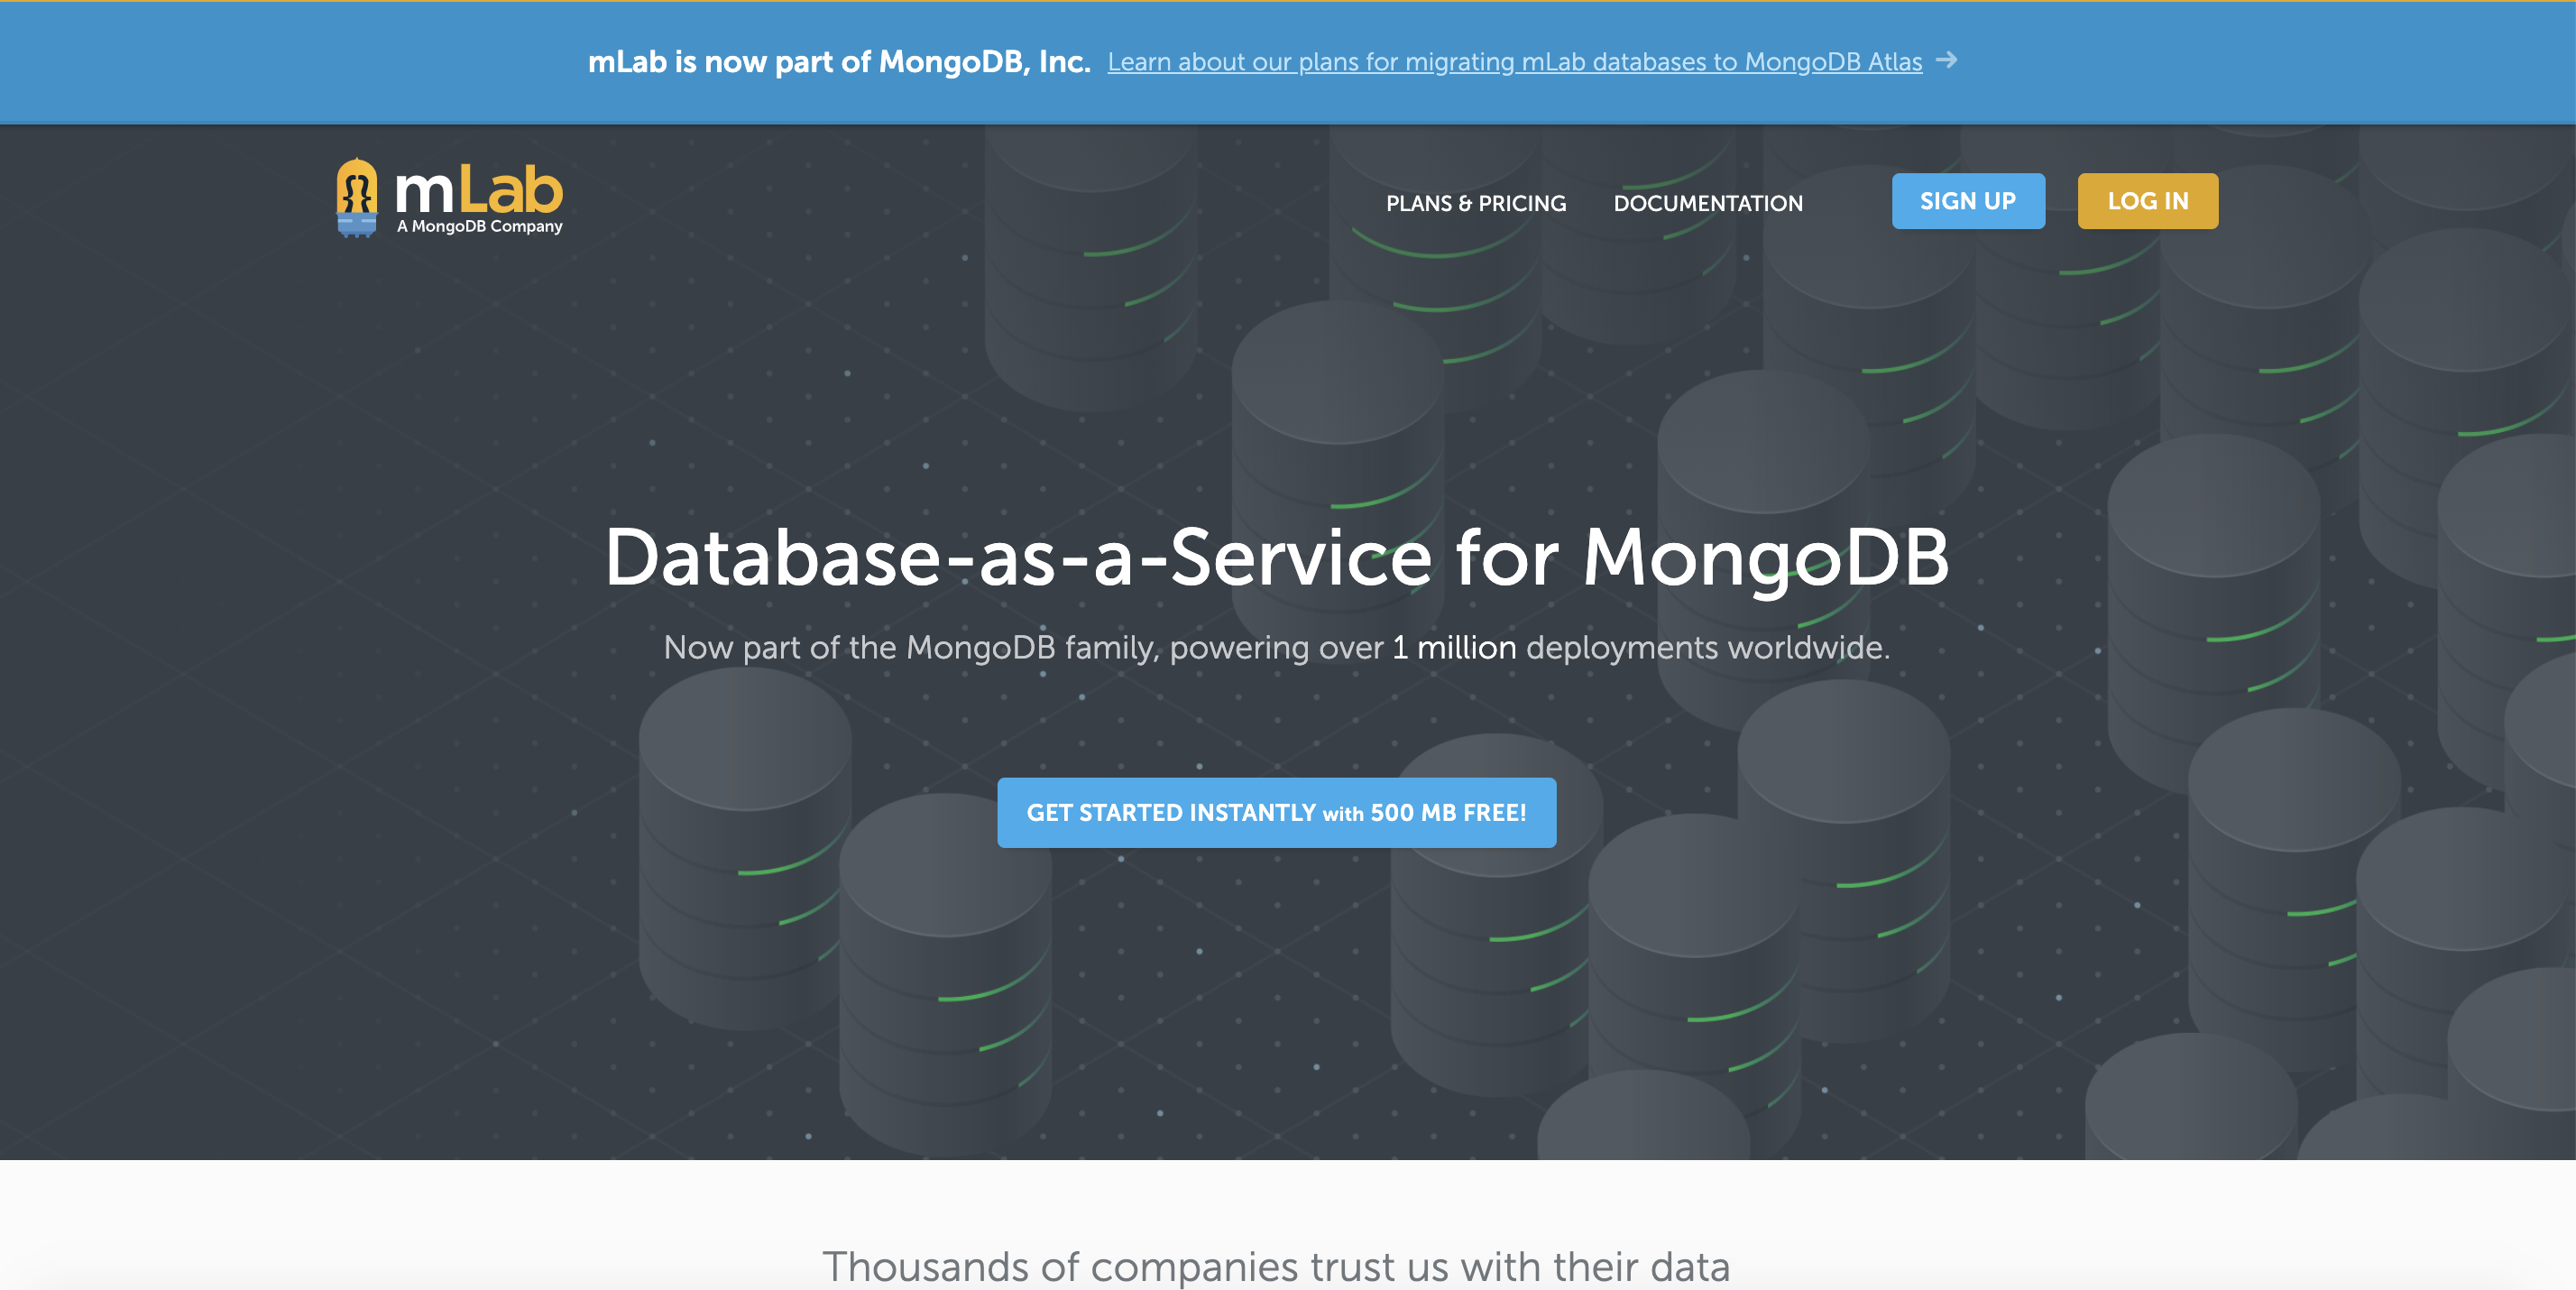 mLab is now part of MongoDB, Inc. Learn about our plans for migrating mLab databases to MongoDB Atlas →
mLab
A MongoDB Company
PLANS & PRICING
DOCUMENTATION
SIGN UP
LOG IN
Database-as-a-Service for MongoDB
Now part of the MongoDB family, powering over 1 million deployments worldwide.
GET STARTED INSTANTLY with 500 MB FREE!
Thousands of companies trust us with their data